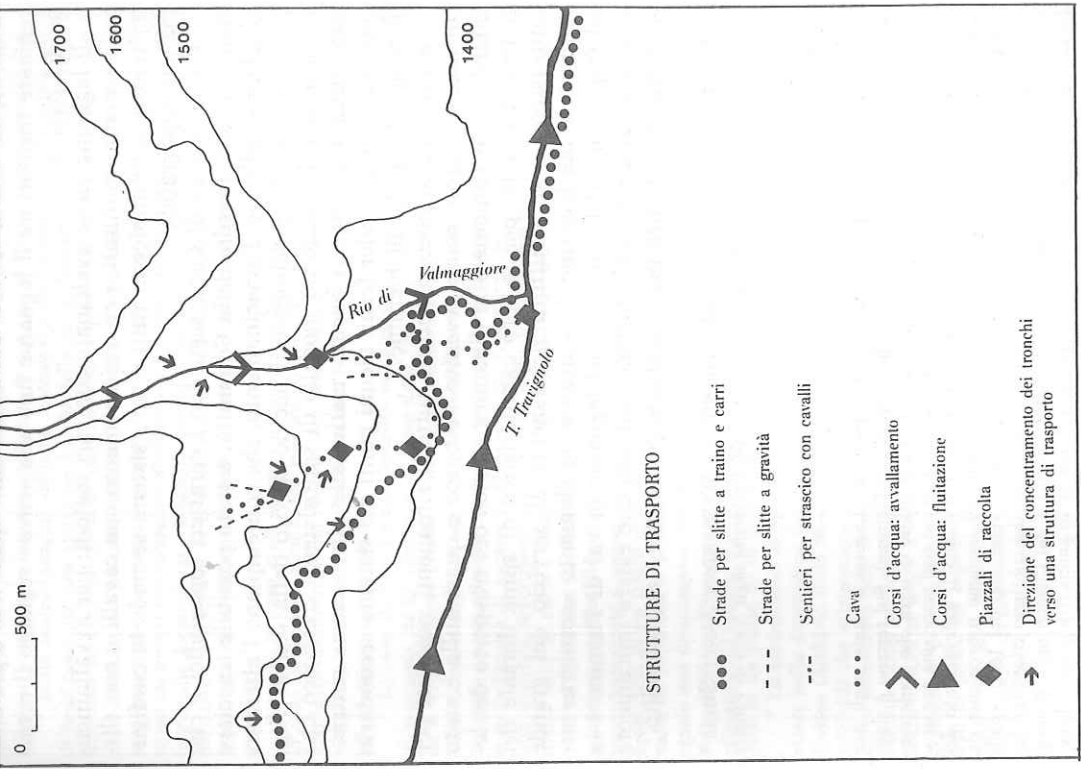 0 500 m
1700
1600
1500
1400
Rio di Valmaggiore
T. Travignolo
STRUTTURE DI TRASPORTO
Strade per slitte a traino e carri
Strade per slitte a gravità
Sentieri per strascico con cavalli
Cava
Corsi d'acqua: avvallamento
Corsi d'acqua: fluitazione
Piazzali di raccolta
Direzione del concentramento dei tronchi
verso una struttura di trasporto